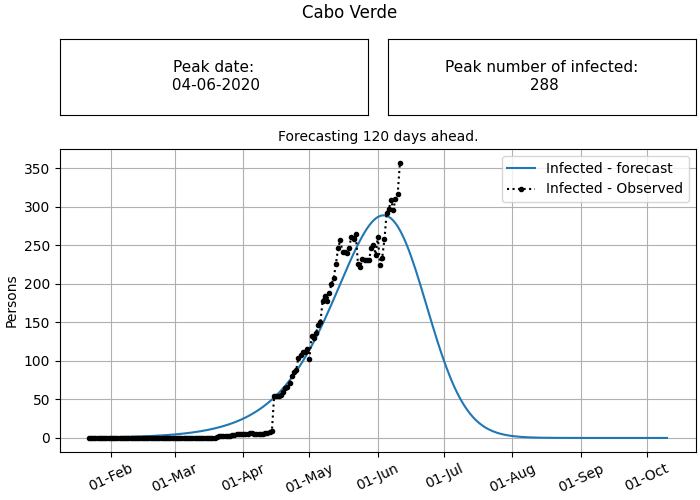 Cabo Verde
Peak date:
04-06-2020
Peak number of infected:
288
Forecasting 120 days ahead.
Infected - forecast
Infected - Observed
Persons
350
300
250
200
150
100
50
0
01-Feb
01-Mar
01-Apr
01-May
01-Jun
01-Jul
01-Aug
01-Sep
01-Oct